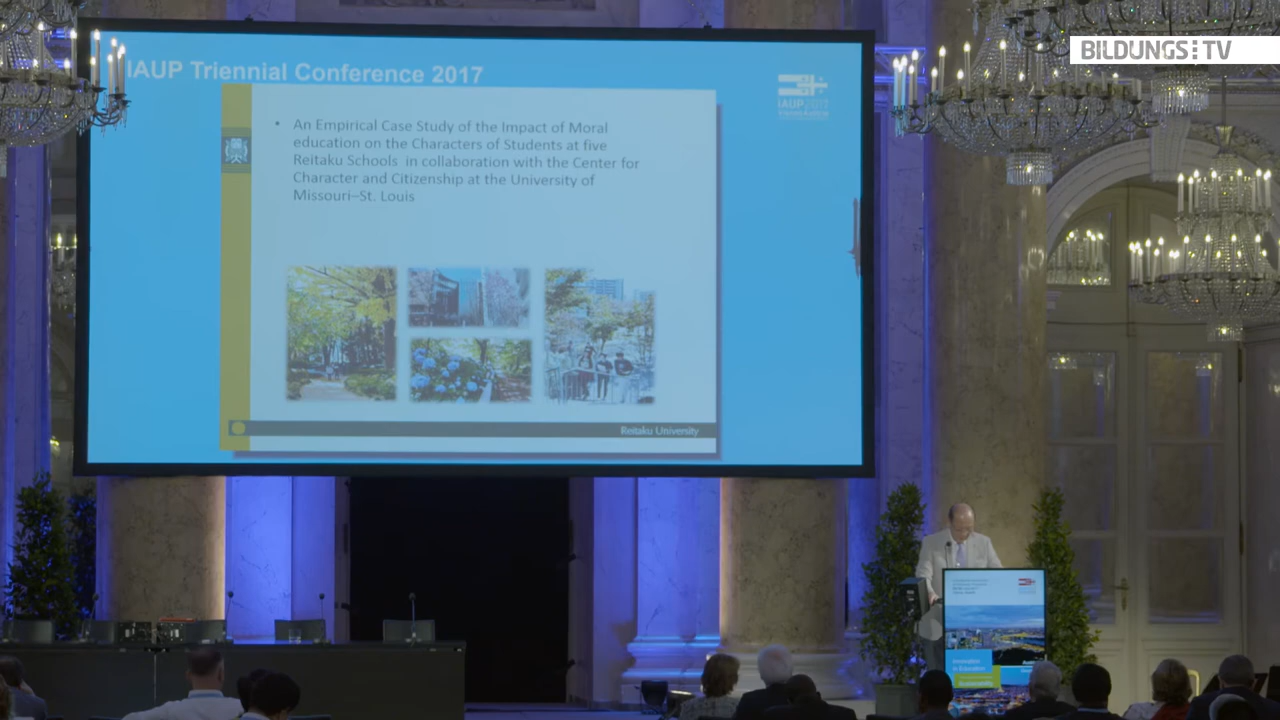 BILDUNGS:TV
IAUP Triennial Conference 2017
IAUP 2017
• An Empirical Case Study of the Impact of Moral
education on the Characters of Students at five
Reitaku Schools in collaboration with the Center for
Character and Citizenship at the University of
Missouri–St. Louis
Reitaku University
Innovation
in Education